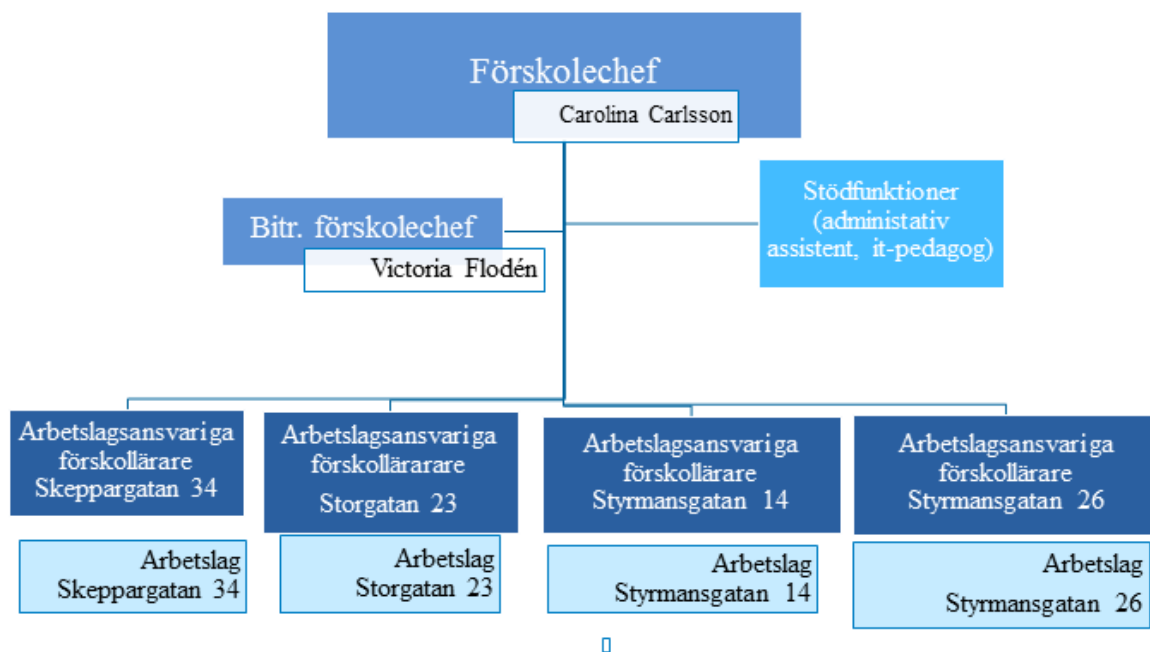 Förskolechef
Carolina Carlsson
Bitr. förskolechef
Victoria Flodén
Stödfunktioner
(administativ
assistent, it-pedagog)
Arbetslagsansvariga
förskollärare
Skeppargatan 34
Arbetslag
Skeppargatan 34
Arbetslagsansvariga
förskollärarare
Storgatan 23
Arbetslag
Storgatan 23
Arbetslagsansvariga
förskollärare
Styrmansgatan 14
Arbetslag
Styrmansgatan 14
Arbetslagsansvariga
förskollärare
Styrmansgatan 26
Arbetslag
Styrmansgatan 26